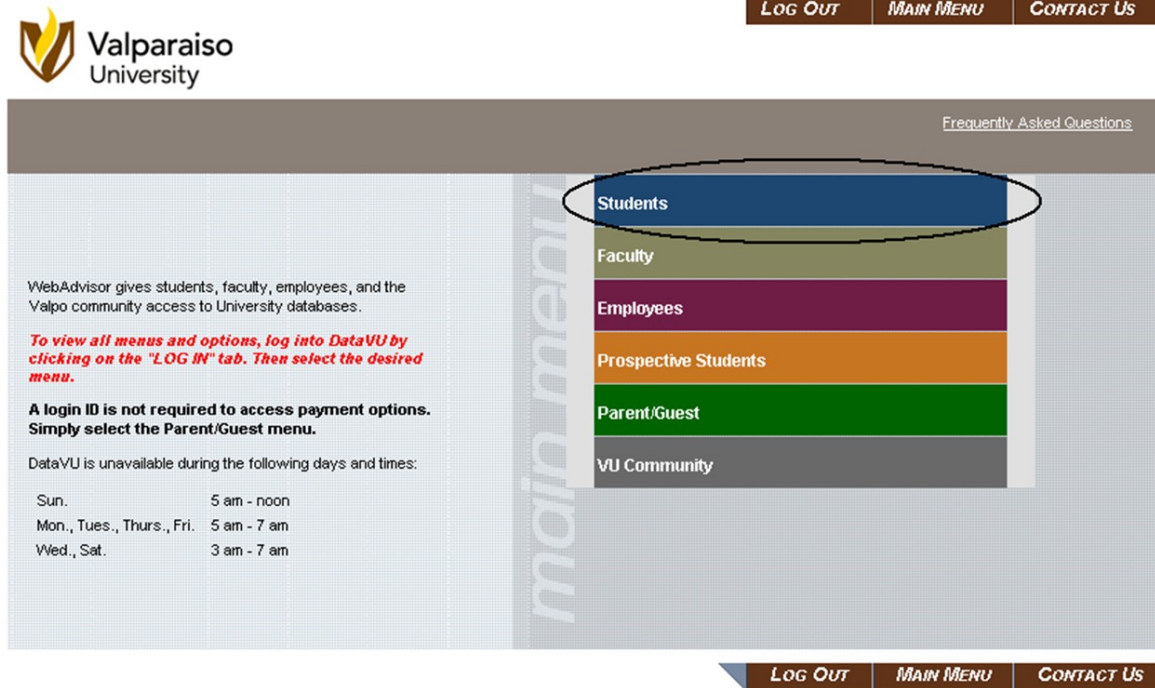 LOG OUT MAIN MENU CONTACT US
Valparaiso
University
Frequently Asked Questions
main menu
Students
Faculty
Employees
Prospective Students
Parent/Guest
VU Community
WebAdvisor gives students, faculty, employees, and the
Valpo community access to University databases.
To view all menus and options, log into DataVU by
clicking on the "LOG IN" tab. Then select the desired
menu.
A login ID is not required to access payment options.
Simply select the Parent/Guest menu.
DataVU is unavailable during the following days and times:
Sun. 5 am - noon
Mon., Tues., Thurs., Fri. 5 am - 7 am
Wed., Sat. 3 am - 7 am
LOG OUT MAIN MENU CONTACT US